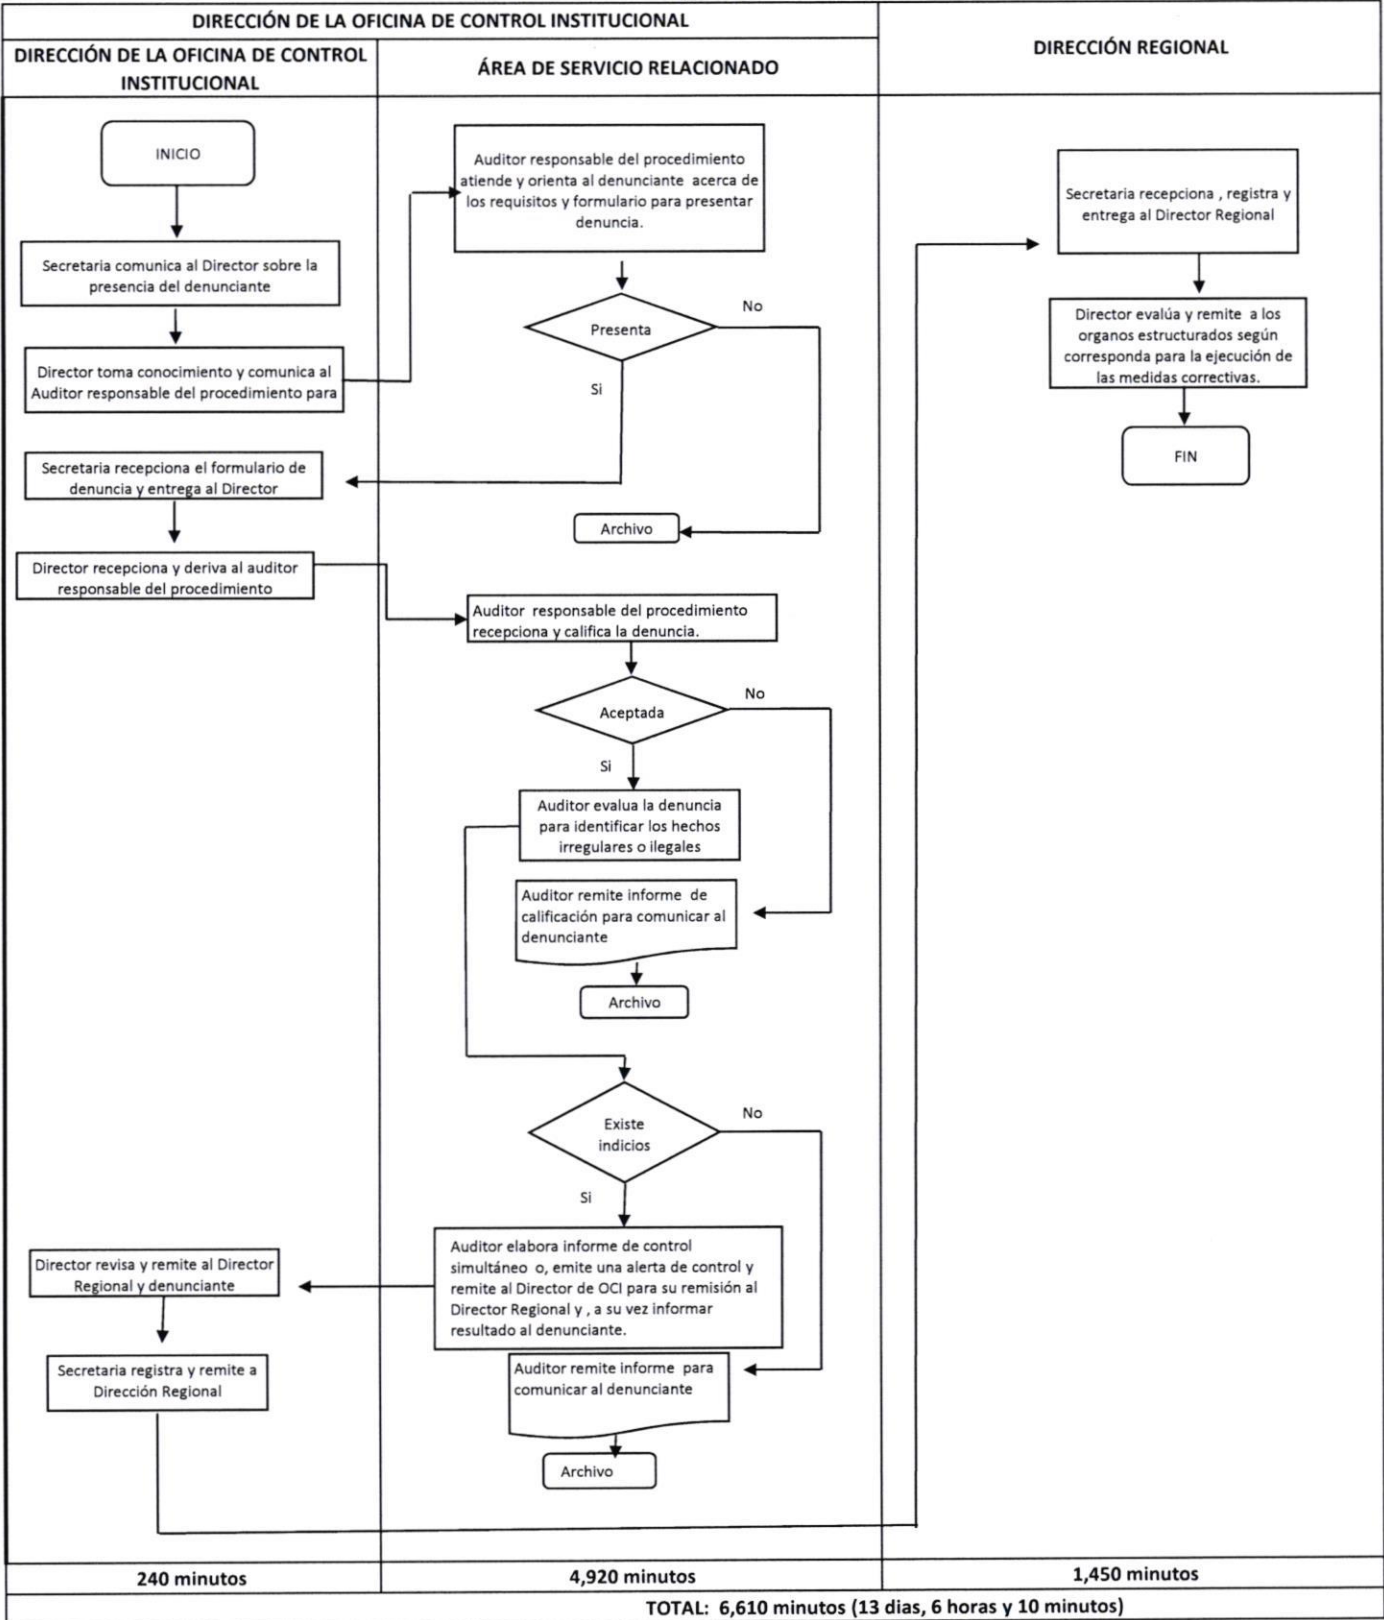 DIRECCIÓN DE LA OFICINA DE CONTROL INSTITUCIONAL
DIRECCIÓN DE LA OFICINA DE CONTROL
INSTITUCIONAL
ÁREA DE SERVICIO RELACIONADO
DIRECCIÓN REGIONAL
INICIO
Secretaria comunica al Director sobre la
presencia del denunciante
Director toma conocimiento y comunica al
Auditor responsable del procedimiento para
Auditor responsable del procedimiento
atiende y orienta al denunciante acerca de
los requisitos y formulario para presentar
denuncia.
Presenta
No
Si
Archivo
Secretaria recepciona el formulario de
denuncia y entrega al Director
Director recepciona y deriva al auditor
responsable del procedimiento
Auditor responsable del procedimiento
recepciona y califica la denuncia.
Aceptada
No
Si
Auditor evalua la denuncia
para identificar los hechos
irregulares o ilegales
Auditor remite informe de
calificación para comunicar al
denunciante
Archivo
Existe
indicios
No
Si
Auditor elabora informe de control
simultáneo o, emite una alerta de control y
remite al Director de OCI para su remisión al
Director Regional y , a su vez informar
resultado al denunciante.
Auditor remite informe para
comunicar al denunciante
Archivo
Director revisa y remite al Director
Regional y denunciante
Secretaria registra y remite a
Dirección Regional
Secretaria recepciona , registra y
entrega al Director Regional
Director evalúa y remite a los
organos estructurados según
corresponda para la ejecución de
las medidas correctivas.
FIN
240 minutos
4,920 minutos
1,450 minutos
TOTAL: 6,610 minutos (13 dias, 6 horas y 10 minutos)